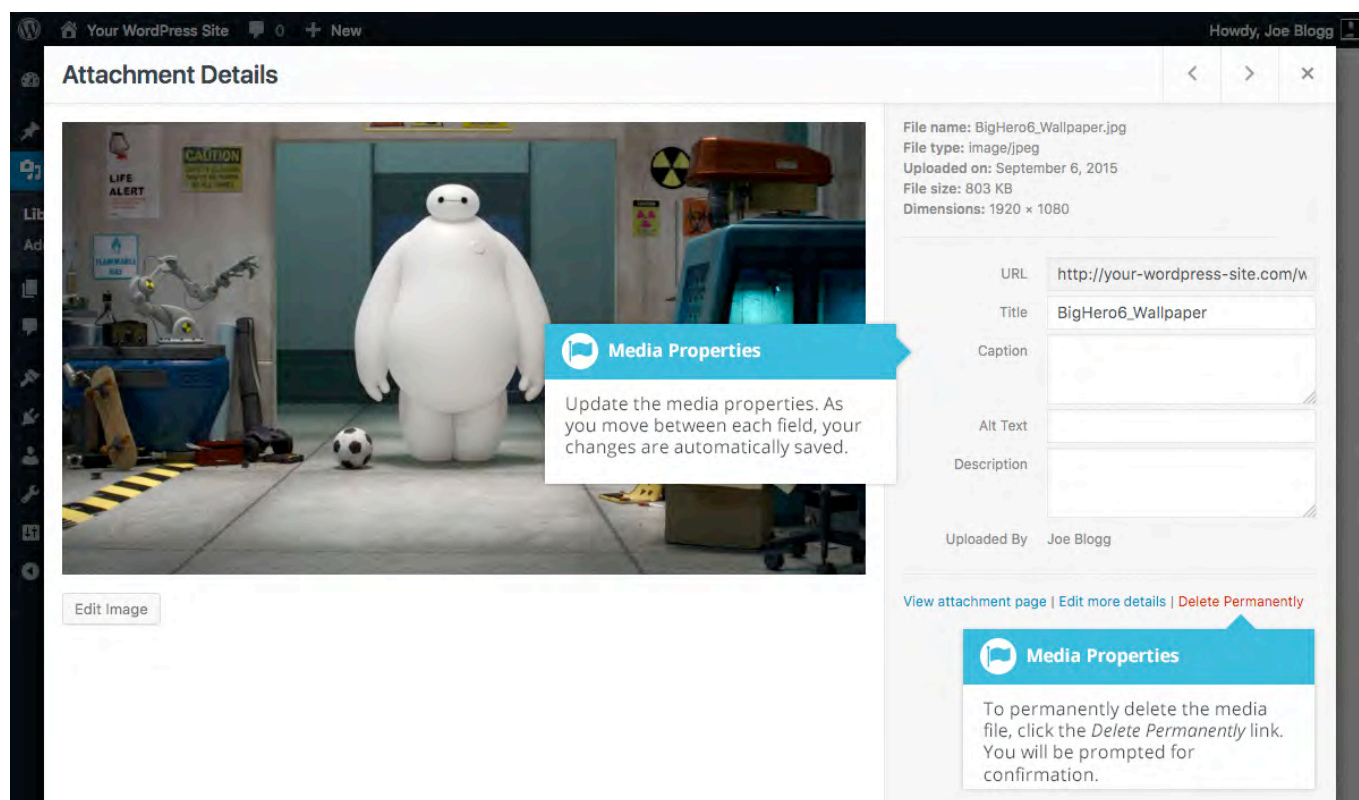 Your WordPress Site 0 + New Howdy, Joe Blogg
Attachment Details
Lib
Ad
LIFE
ALERT
CAUTION
FLAMMABLE
GAS
File name: BigHero6_Wallpaper.jpg
File type: image/jpeg
Uploaded on: September 6, 2015
File size: 803 KB
Dimensions: 1920 × 1080
URL http://your-wordpress-site.com/w
Title BigHero6_Wallpaper
Caption
Alt Text
Description
Uploaded By Joe Blogg
Media Properties
Update the media properties. As
you move between each field, your
changes are automatically saved.
Edit Image
View attachment page | Edit more details | Delete Permanently
Media Properties
To permanently delete the media
file, click the Delete Permanently link.
You will be prompted for
confirmation.